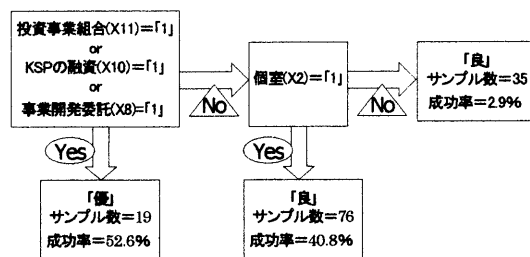 投資事業組合(X11)=「1」
or
KSPの融資(X10)=「1」
or
事業開発委託(X8)=「1」
No
個室(X2)=「1」
No
「良」
サンプル数=35
成功率=2.9%
Yes
Yes
「優」
サンプル数=19
成功率=52.6%
「良」
サンプル数=76
成功率=40.8%